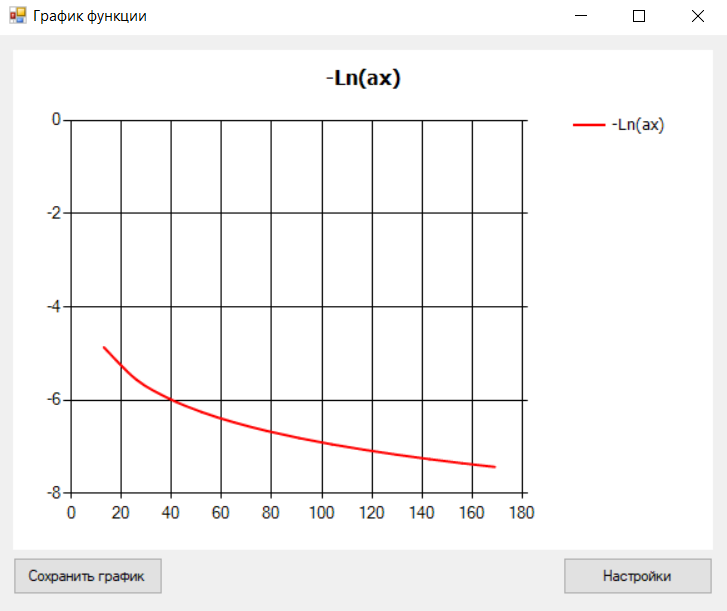 График функции
-Ln(ax)
-Ln(ax)
0
-2
-4
-6
-8
0 20 40 60 80 100 120 140 160 180
Сохранить график
Настройки